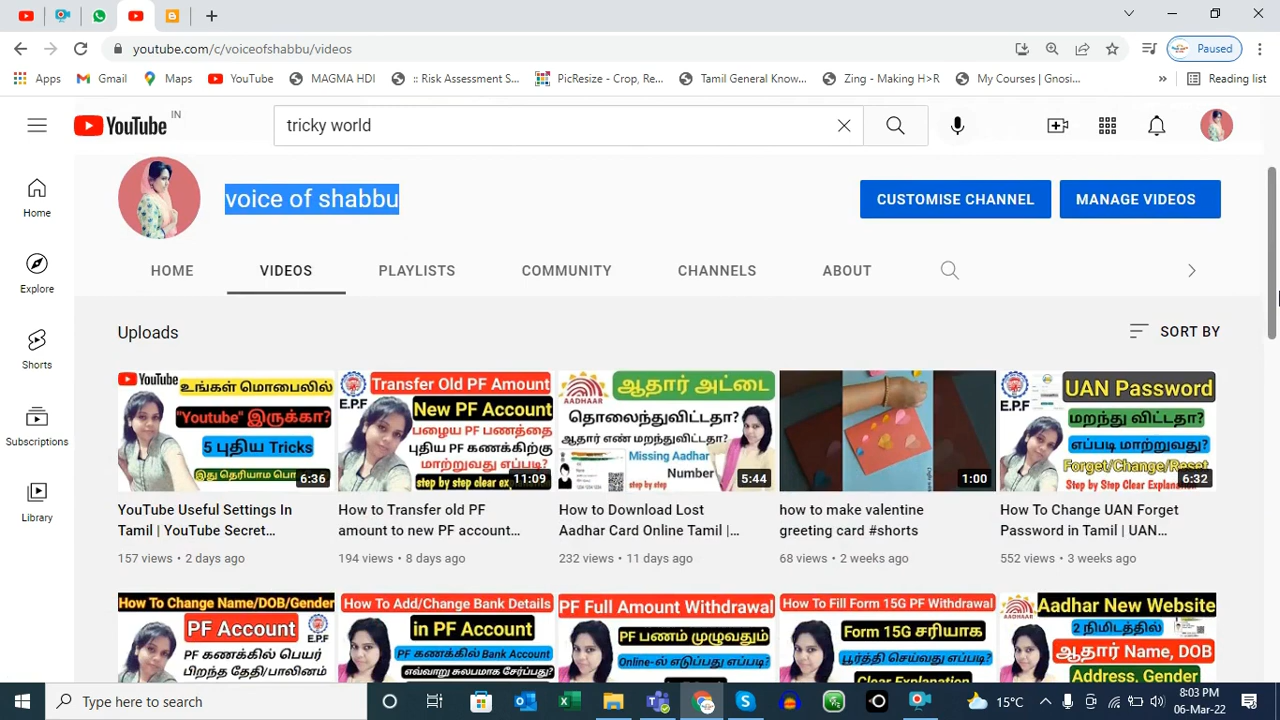 youtube.com/c/voiceofshabbu/videos
Paused
Apps
Gmail
Maps
YouTube
MAGMA HDI
:: Risk Assessment S...
PicResize - Crop, Re...
Tamil General Know...
Zing - Making H>R
My Courses | Gnosi...
»
Reading list
YouTube IN
tricky world
voice of shabbu
CUSTOMISE CHANNEL
MANAGE VIDEOS
Home
Explore
Shorts
Subscriptions
Library
HOME
VIDEOS
PLAYLISTS
COMMUNITY
CHANNELS
ABOUT
Uploads
SORT BY
YouTube
உங்கள் மொபைலில்
"Youtube" இருக்கா?
5 புதிய Tricks
இது தெரியாம
6:36
YouTube Useful Settings In
Tamil | YouTube Secret...
157 views • 2 days ago
E.P.F
Transfer Old PF Amount
New PF Account
பழைய PF பணத்தை
புதிய PF கணக்கிற்கு
மாற்றுவது எப்படி?
step by step clear
11:09
How to Transfer old PF
amount to new PF account...
194 views • 8 days ago
AADHAAR
ஆதார் அட்டை
தொலைந்துவிட்டதா?
ஆதார் எண் மறந்துவிட்டதா?
Missing Aadhar
Number
step by step
5:44
How to Download Lost
Aadhar Card Online Tamil |...
232 views • 11 days ago
1:00
how to make valentine
greeting card #shorts
68 views • 2 weeks ago
E.P.F
UAN Password
மறந்து விட்டதா?
எப்படி மாற்றுவது?
Forget/Change/Reset
Step by Step Clear
6:32
How To Change UAN Forget
Password in Tamil | UAN...
552 views • 3 weeks ago
How To Change Name/DOB/Gender
PF Account
E.P.F
PF கணக்கில் பெயர்
பிறந்த தேதி/பாலினம்
How To Add/Change Bank Details
in PF Account
PF கணக்கில் Bank Account
எவ்வாறு சுலபமாக சேர்ப்பது?
PF Full Amount Withdrawal
PF பணம் முழுவதும்
Online-ல் எடுப்பது எப்படி?
How To Fill Form 15G PF Withdrawal
Form 15G சரியாக
பூர்த்தி செய்வது எப்படி?
Clear Explanation
AADHAAR
Aadhar New Website
2 நிமிடத்தில்
ஆதார் Name, DOB
Address, Gender
Type here to search
15°C
8:03 PM
06-Mar-22